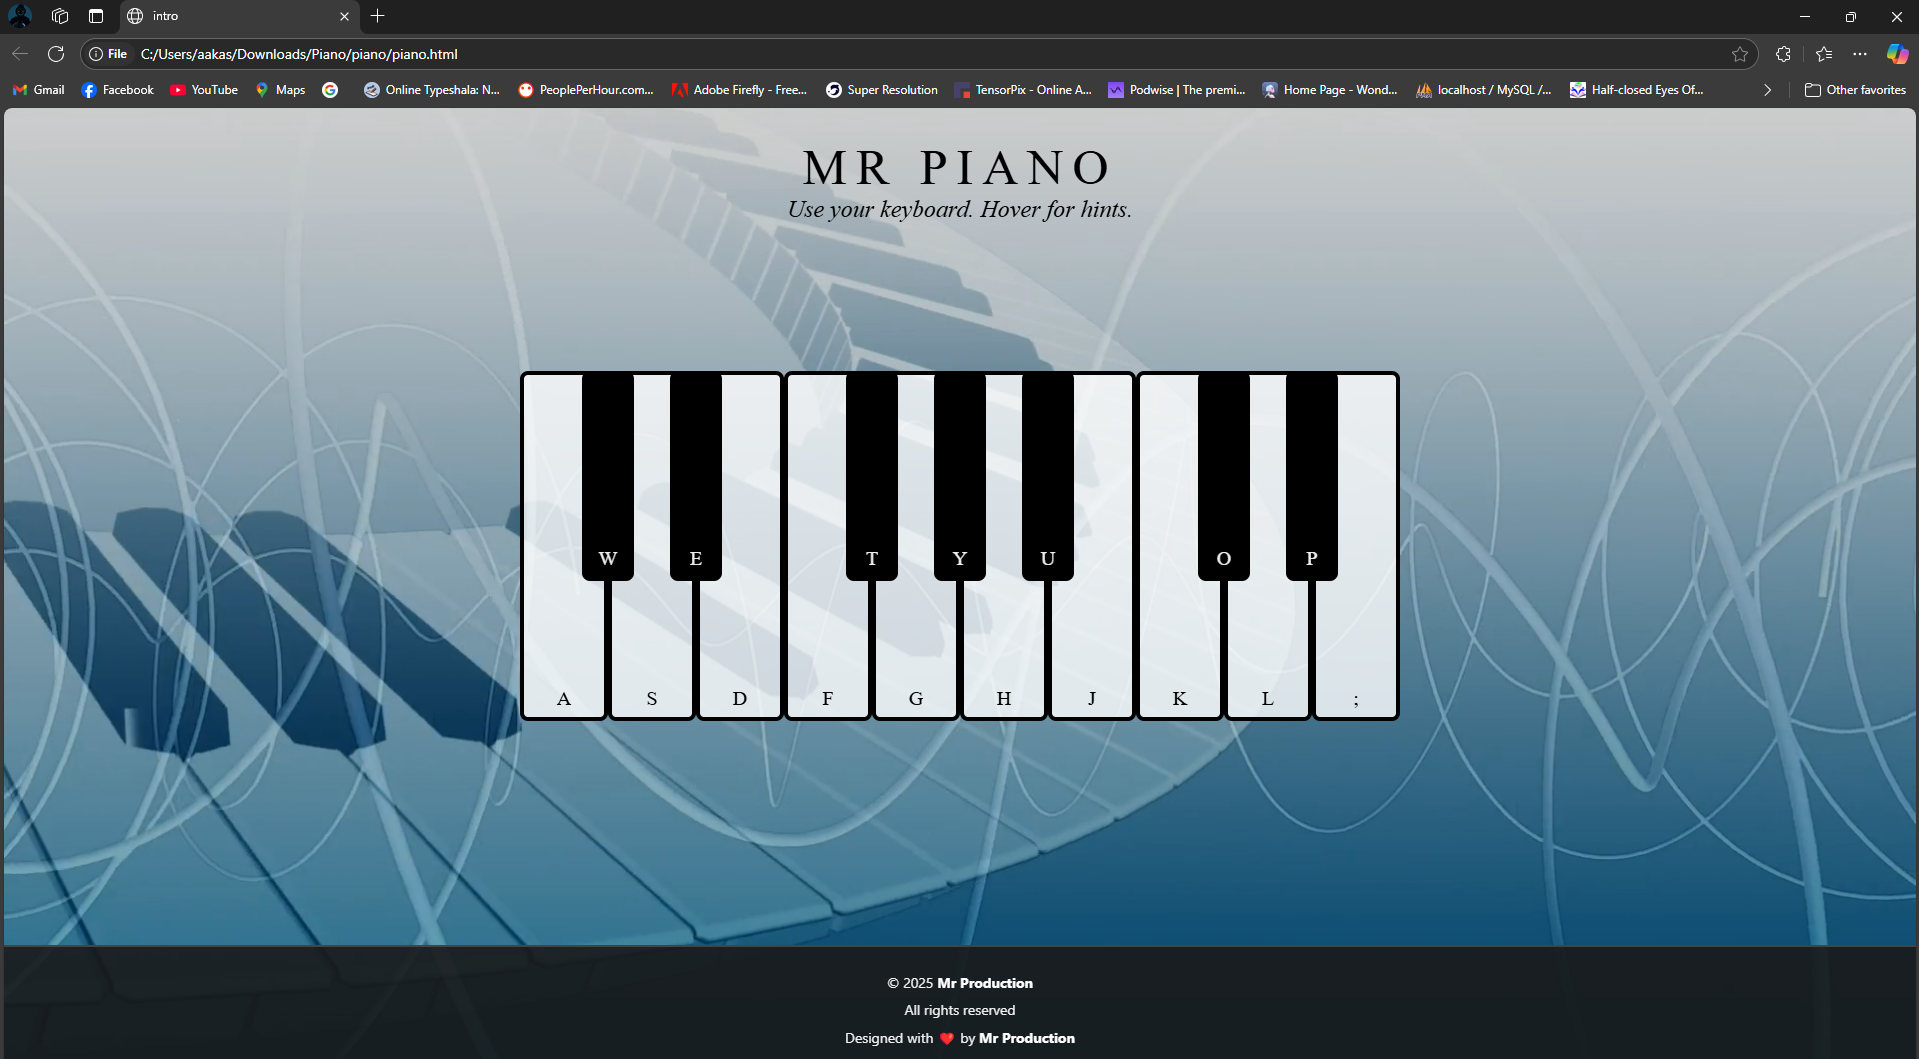 intro
File C:/Users/aakas/Downloads/Piano/piano/piano.html
Gmail Facebook YouTube Maps Online Typeshala: N... PeoplePerHour.com... Adobe Firefly - Free... Super Resolution TensorPix - Online A... Podwise | The premi... Home Page - Wond... localhost / MySQL /... Half-closed Eyes Of... Other favorites
MR PIANO
Use your keyboard. Hover for hints.
W E T Y U O P
A S D F G H J K L ;
© 2025 Mr Production
All rights reserved
Designed with ❤️ by Mr Production